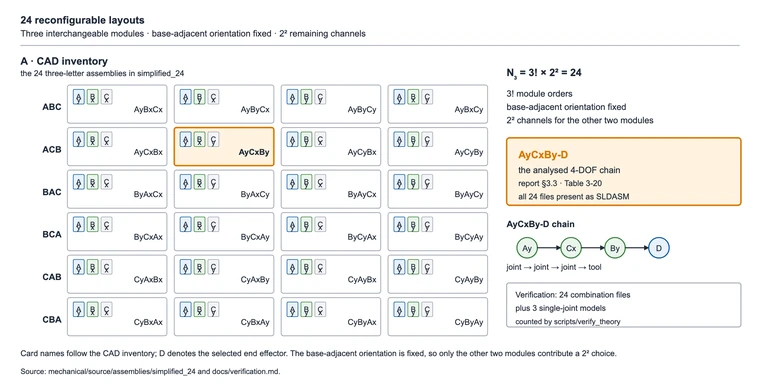 24 reconfigurable layouts
Three interchangeable modules · base-adjacent orientation fixed · 2² remaining channels
A · CAD inventory
the 24 three-letter assemblies in simplified_24
ABC
A B C
AyBxCx
A B C
AyByCx
A B C
AyByCy
A B C
AyBxCy
ACB
A B C
AyCxBx
A B C
AyCxBy
A B C
AyCyBx
A B C
AyCyBy
BAC
A B C
ByAxCx
A B C
ByAxCy
A B C
ByAyCx
A B C
ByAyCy
BCA
A B C
ByCxAx
A B C
ByCxAy
A B C
ByCyAx
A B C
ByCyAy
CAB
A B C
CyAxBx
A B C
CyAxBy
A B C
CyAyBx
A B C
CyAyBy
CBA
A B C
CyBxAx
A B C
CyBxAy
A B C
CyByAx
A B C
CyByAy
N₃ = 3! × 2² = 24
3! module orders
base-adjacent orientation fixed
2² channels for the other two modules
AyCxBy-D
the analysed 4-DOF chain
report §3.3 · Table 3-20
all 24 files present as SLDASM
AyCxBy-D chain
Ay Cx By D
joint → joint → joint → tool
Verification: 24 combination files
plus 3 single-joint models
counted by scripts/verify_theory
Card names follow the CAD inventory; D denotes the selected end effector. The base-adjacent orientation is fixed, so only the other two modules contribute a 2² choice.
Source: mechanical/source/assemblies/simplified_24 and docs/verification.md.